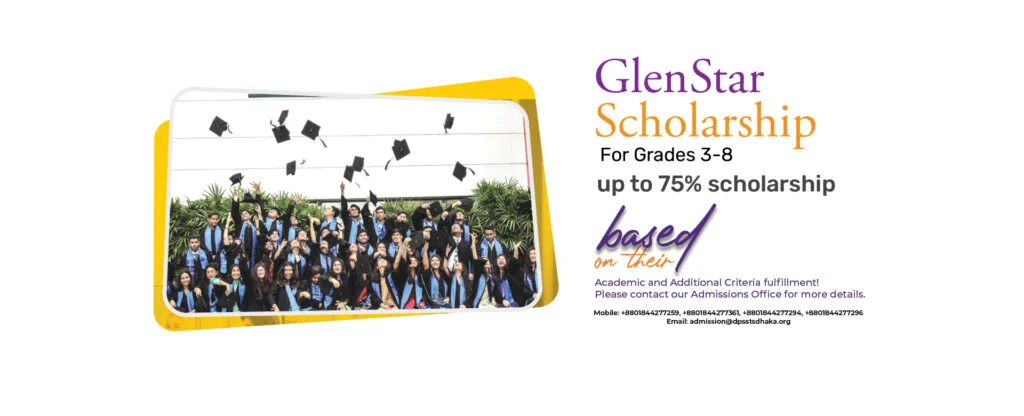 GlenStar
Scholarship
For Grades 3-8
up to 75% scholarship
based
on their
Academic and Additional Criteria fulfillment!
Please contact our Admissions Office for more details.
Mobile: +8801844277259, +8801844277361, +8801844277294, +8801844277296
Email: admission@dpsstsdhaka.org